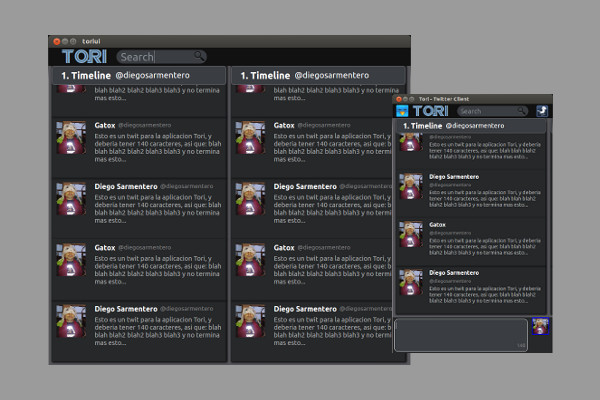 toriui
TORI
Search
1. Timeline @diegosarmentero
blah blah2 blah2 blah3 blah3 y no termina
mas esto...
Gatox @diegosarmentero
Esto es un twit para la aplicacion Tori, y
deberia tener 140 caracteres, asi que: blah
blah blah2 blah2 blah3 blah3 y no termina
mas esto...
Diego Sarmentero @diegosarmentero
Esto es un twit para la aplicacion Tori, y
deberia tener 140 caracteres, asi que: blah
blah blah2 blah2 blah3 blah3 y no termina
mas esto...
Gatox @diegosarmentero
Esto es un twit para la aplicacion Tori, y
deberia tener 140 caracteres, asi que: blah
blah blah2 blah2 blah3 blah3 y no termina
mas esto...
Diego Sarmentero @diegosarmentero
Esto es un twit para la aplicacion Tori, y
deberia tener 140 caracteres, asi que: blah
blah blah2 blah2 blah3 blah3 y no termina
mas esto...
1. Timeline @diegosarmentero
blah blah2 blah2 blah3 blah3 y no termina
mas esto...
Gatox @diegosarmentero
Esto es un twit para la aplicacion Tori, y
deberia tener 140 caracteres, asi que: blah
blah blah2 blah2 blah3 blah3 y no termina
mas esto...
Diego Sarmentero @diegosarmentero
Esto es un twit para la aplicacion Tori, y
deberia tener 140 caracteres, asi que:
blah blah2 blah2 blah3 blah3 y no
mas esto...
Gatox @diegosarmentero
Esto es un twit para la aplicacion Tori, y
deberia tener 140 caracteres, asi que:
blah blah2 blah2 blah3 blah3 y no
mas esto...
Diego Sarmentero @diegosarmentero
Esto es un twit para la aplicacion Tori, y
deberia tener 140 caracteres, asi que:
blah blah2 blah2 blah3 blah3 y no
mas esto...
Tori - Twitter Client
TORI
Search
1. Timeline @diegosarmentero
@diegosarmentero
Esto es un twit para la aplicacion Tori, y deberia
tener 140 caracteres, asi que: blah blah blah2
blah2 blah3 blah3 y no termina mas esto...
Diego Sarmentero
@diegosarmentero
Esto es un twit para la aplicacion Tori, y deberia
tener 140 caracteres, asi que: blah blah blah2
blah2 blah3 blah3 y no termina mas esto...
Gatox
@diegosarmentero
Esto es un twit para la aplicacion Tori, y deberia
tener 140 caracteres, asi que: blah blah blah2
blah2 blah3 blah3 y no termina mas esto...
Diego Sarmentero
@diegosarmentero
Esto es un twit para la aplicacion Tori, y deberia
tener 140 caracteres, asi que: blah blah blah2
blah2 blah3 blah3 y no termina mas esto...
140